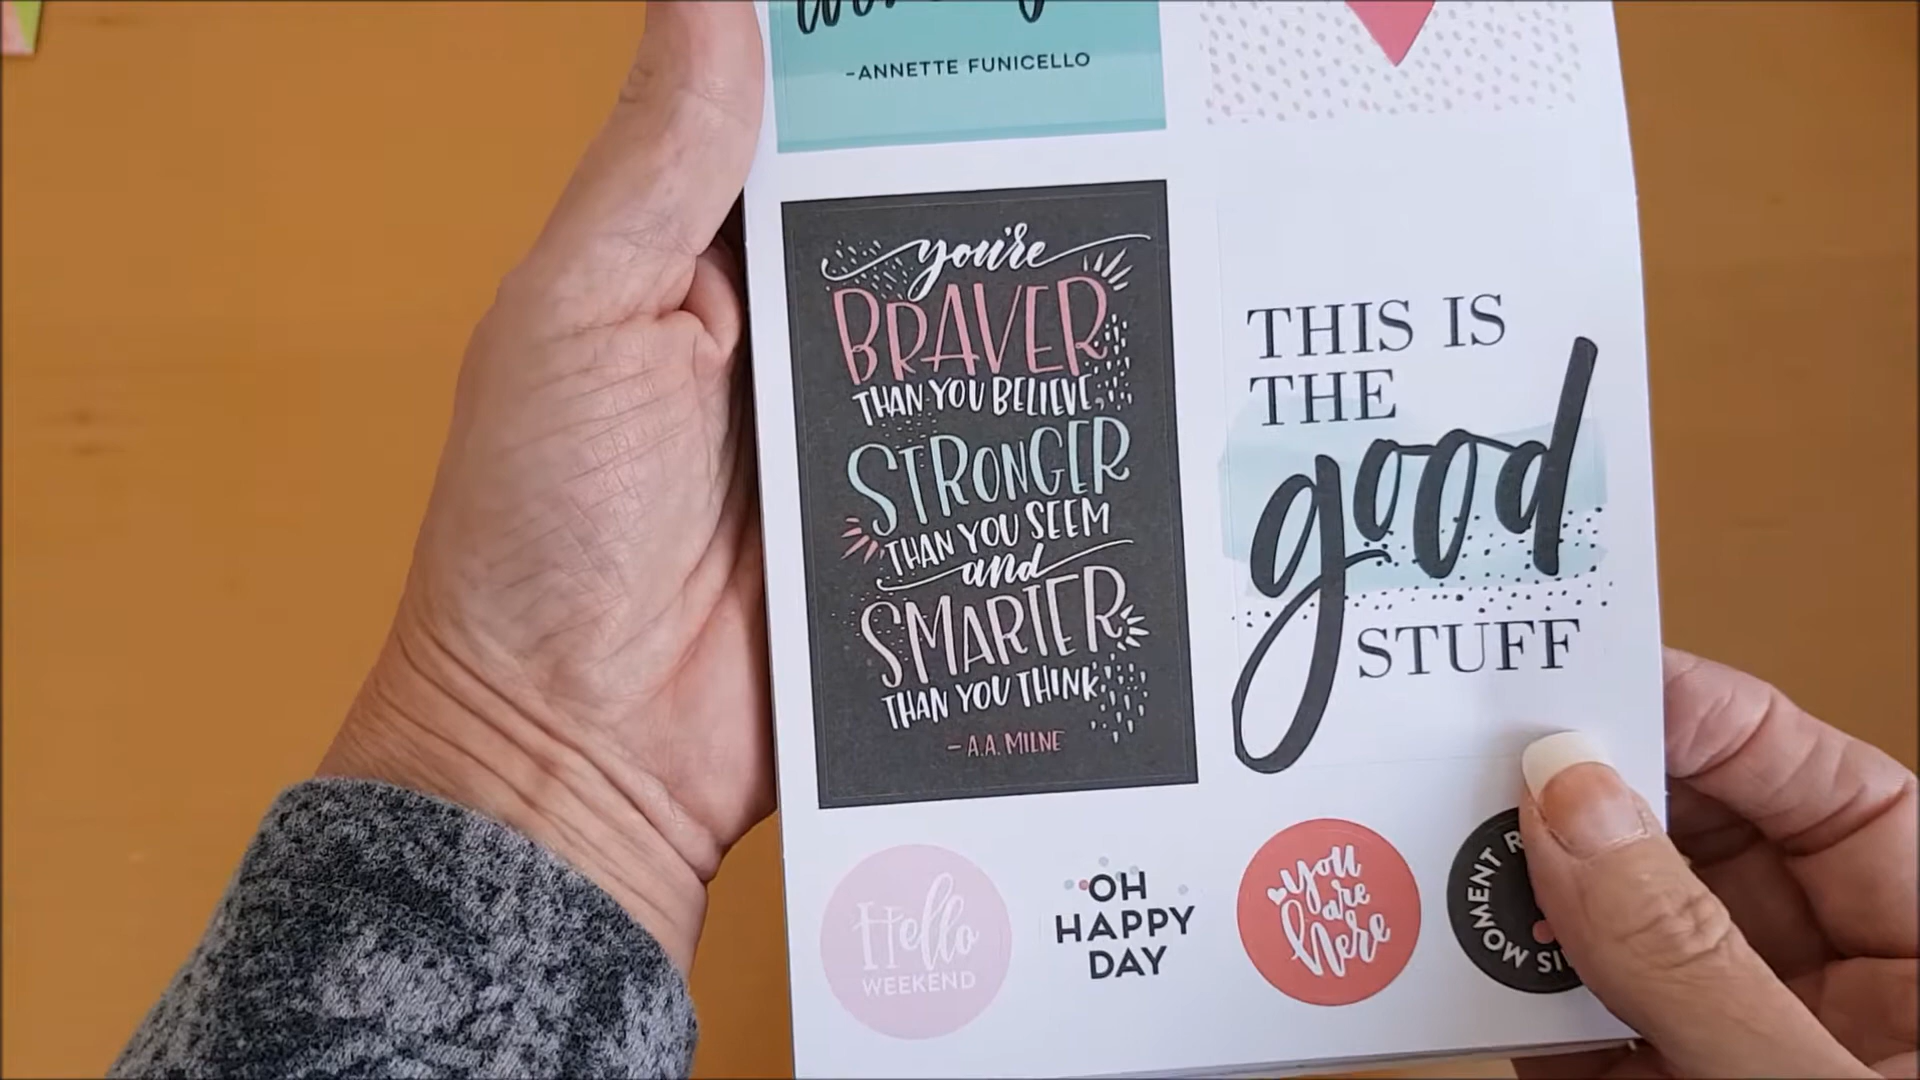 -ANNETTE FUNICELLO
you're
BRAVER
THAN YOU BELIEVE,
STRONGER
THAN YOU SEEM
and
SMARTER
THAN YOU THINK.
- A.A. MILNE
THIS IS
THE
good
STUFF
Hello
WEEKEND
OH
HAPPY
DAY
you
are
here
MOMENT